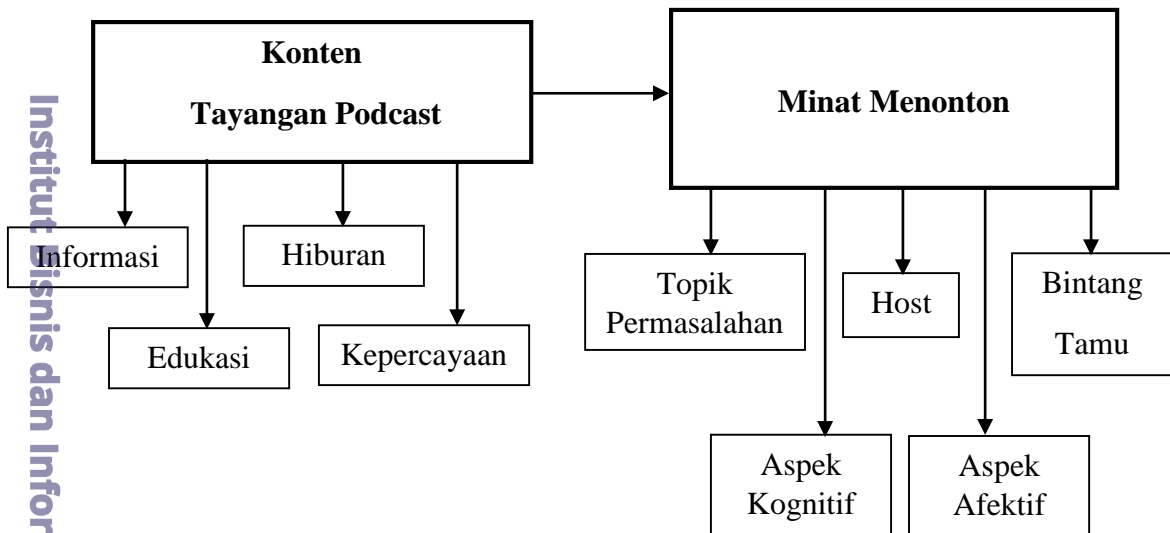 Konten
Tayangan Podcast
Minat Menonton
Informasi
Hiburan
Edukasi
Kepercayaan
Topik
Permasalahan
Host
Bintang
Tamu
Aspek
Kognitif
Aspek
Afektif
Institut Bisnis dan Infor